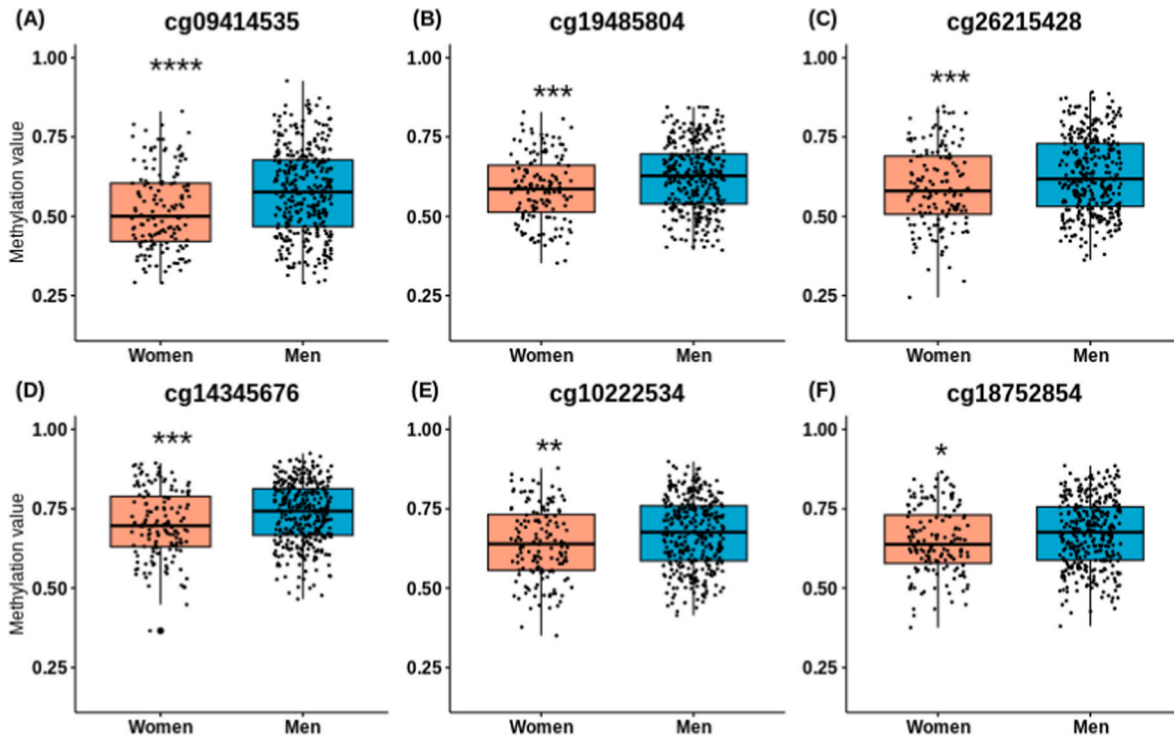 (A) cg09414535
(B) cg19485804
(C) cg26215428
Methylation value
1.00
0.75
0.50
0.25
****
Women Men
1.00
0.75
0.50
0.25
***
Women Men
1.00
0.75
0.50
0.25
***
Women Men
(D) cg14345676
(E) cg10222534
(F) cg18752854
Methylation value
1.00
0.75
0.50
0.25
***
Women Men
1.00
0.75
0.50
0.25
**
Women Men
1.00
0.75
0.50
0.25
*
Women Men